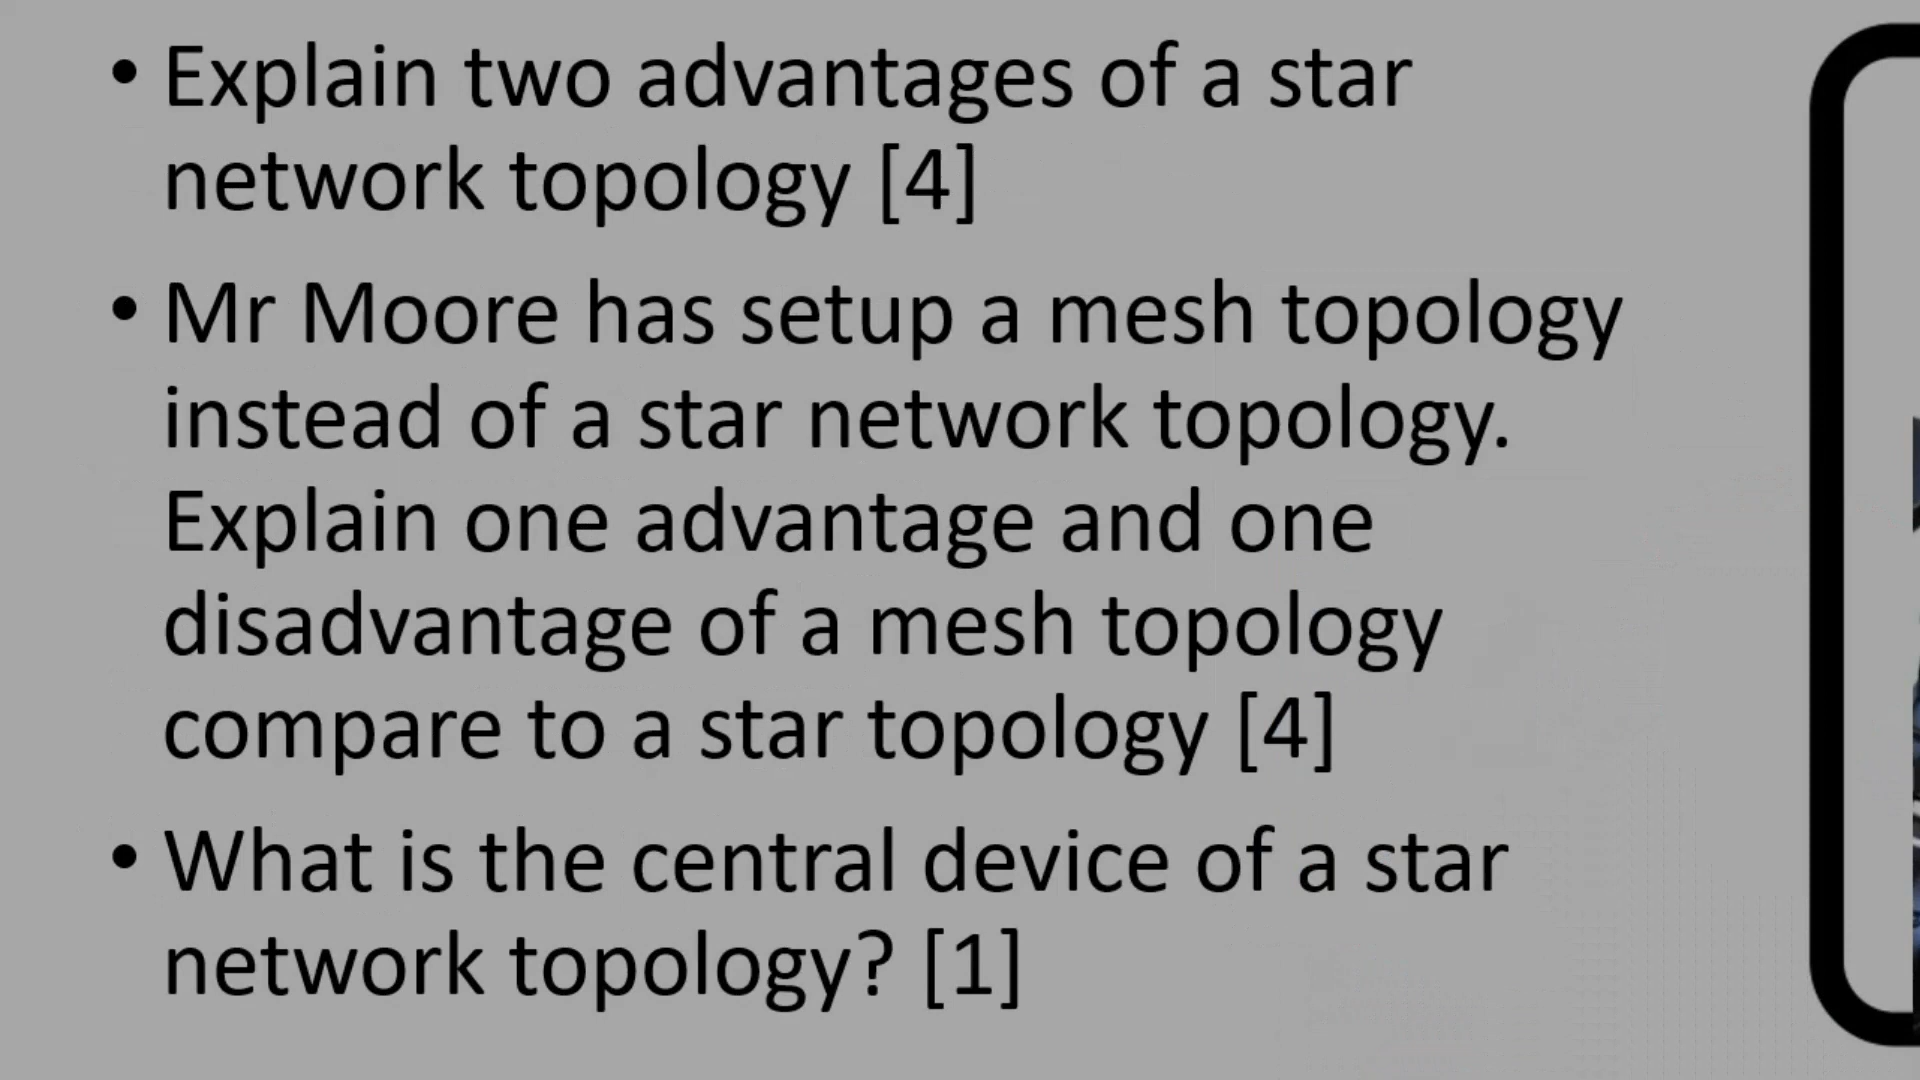 • Explain two advantages of a star
network topology [4]
• Mr Moore has setup a mesh topology
instead of a star network topology.
Explain one advantage and one
disadvantage of a mesh topology
compare to a star topology [4]
• What is the central device of a star
network topology? [1]